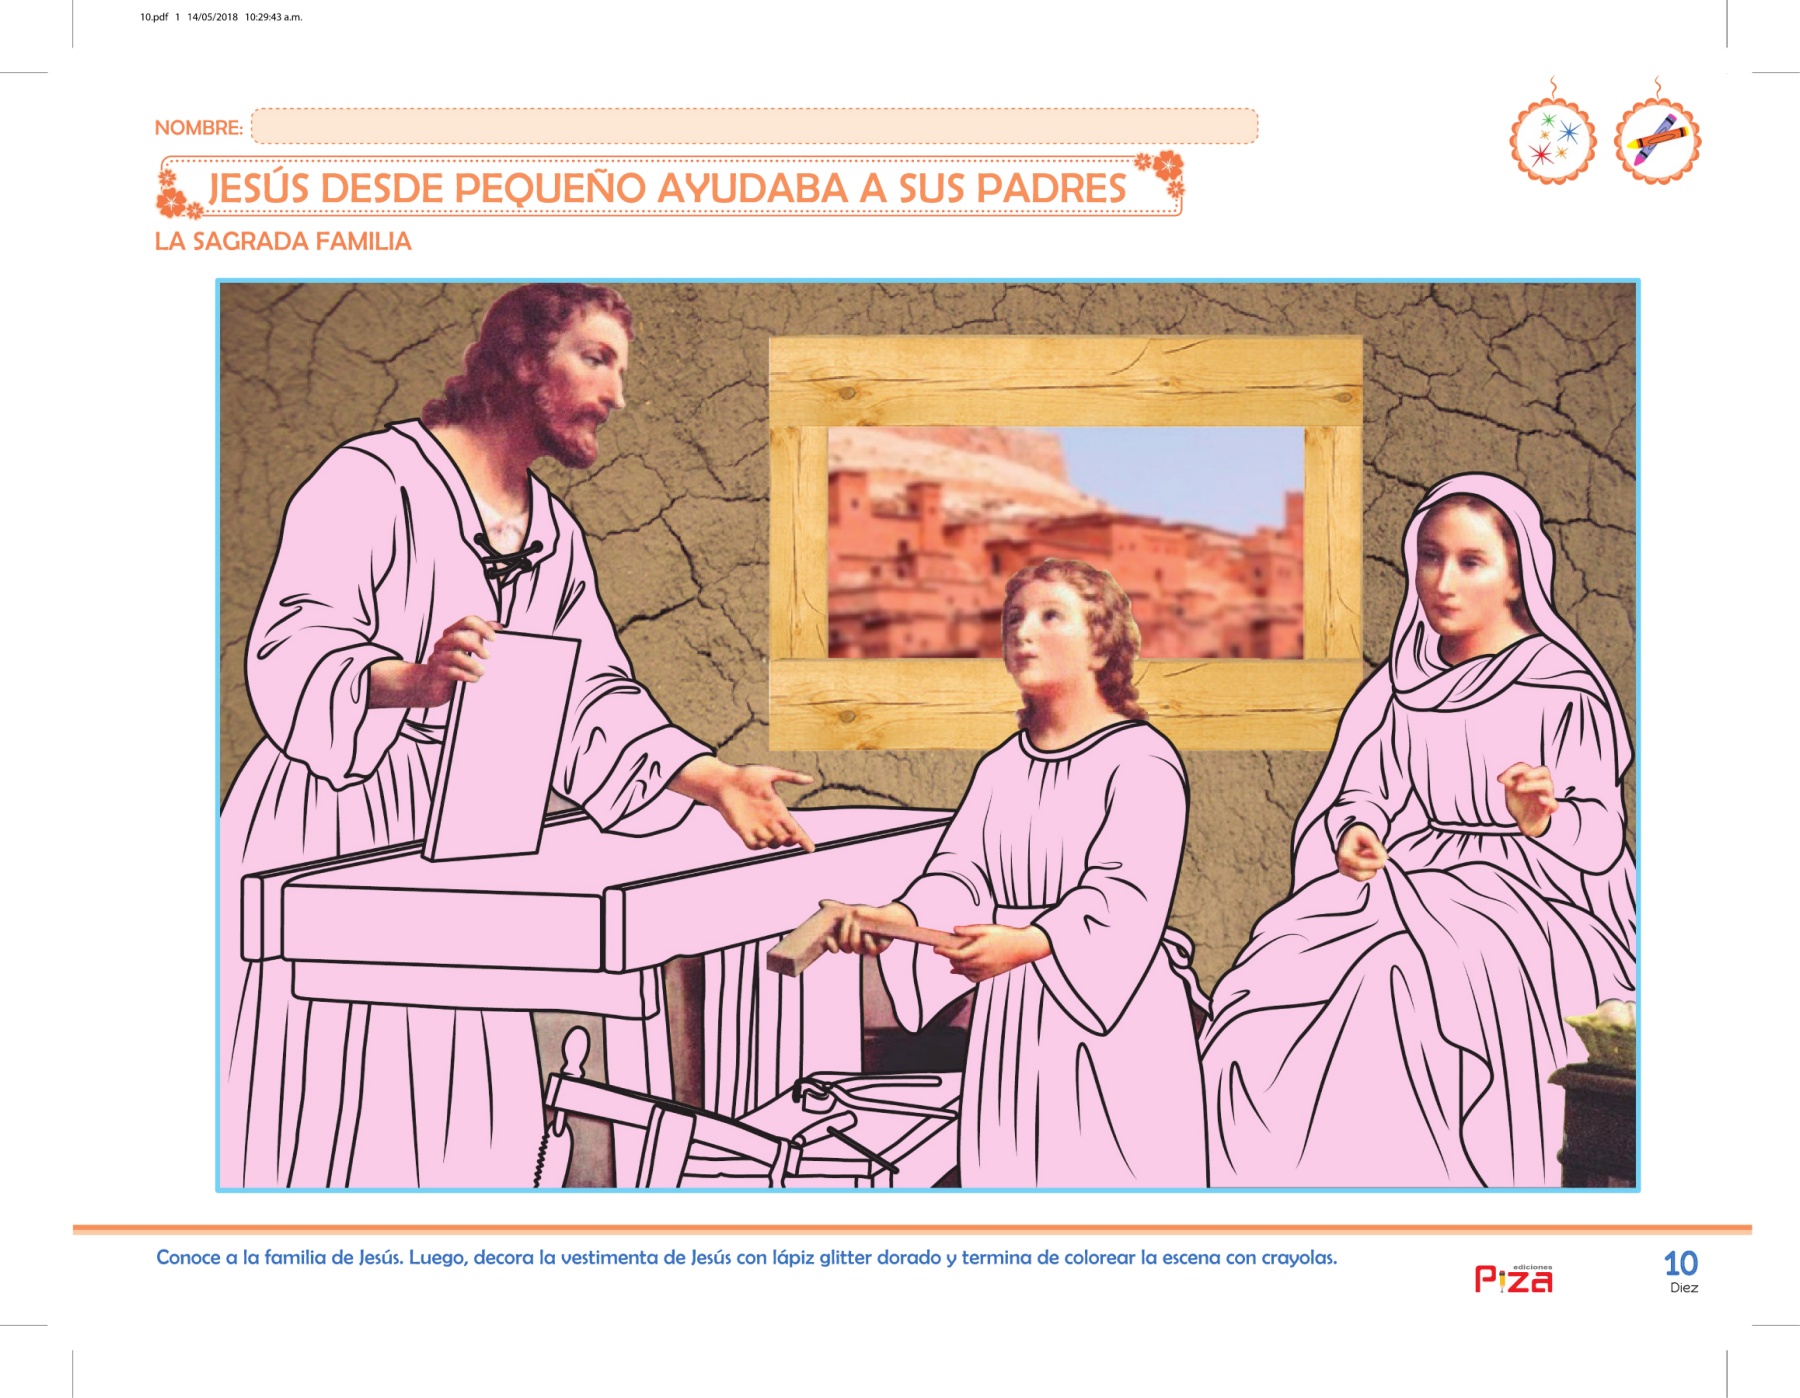 10.pdf 1 14/05/2018 10:29:43 a.m.
NOMBRE:
JESÚS DESDE PEQUEÑO AYUDABA A SUS PADRES
LA SAGRADA FAMILIA
Conoce a la familia de Jesús. Luego, decora la vestimenta de Jesús con lápiz glitter dorado y termina de colorear la escena con crayolas.
ediciones
Piza
10
Diez